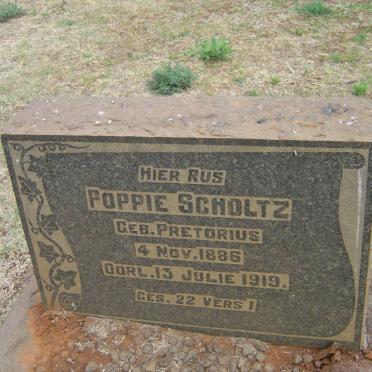 HIER RUS
POPPIE SCHOLTZ
GEB. PRETORIUS
4 NOV. 1886
OORL. 13 JULIE 1919.
GES. 22 VERS 1